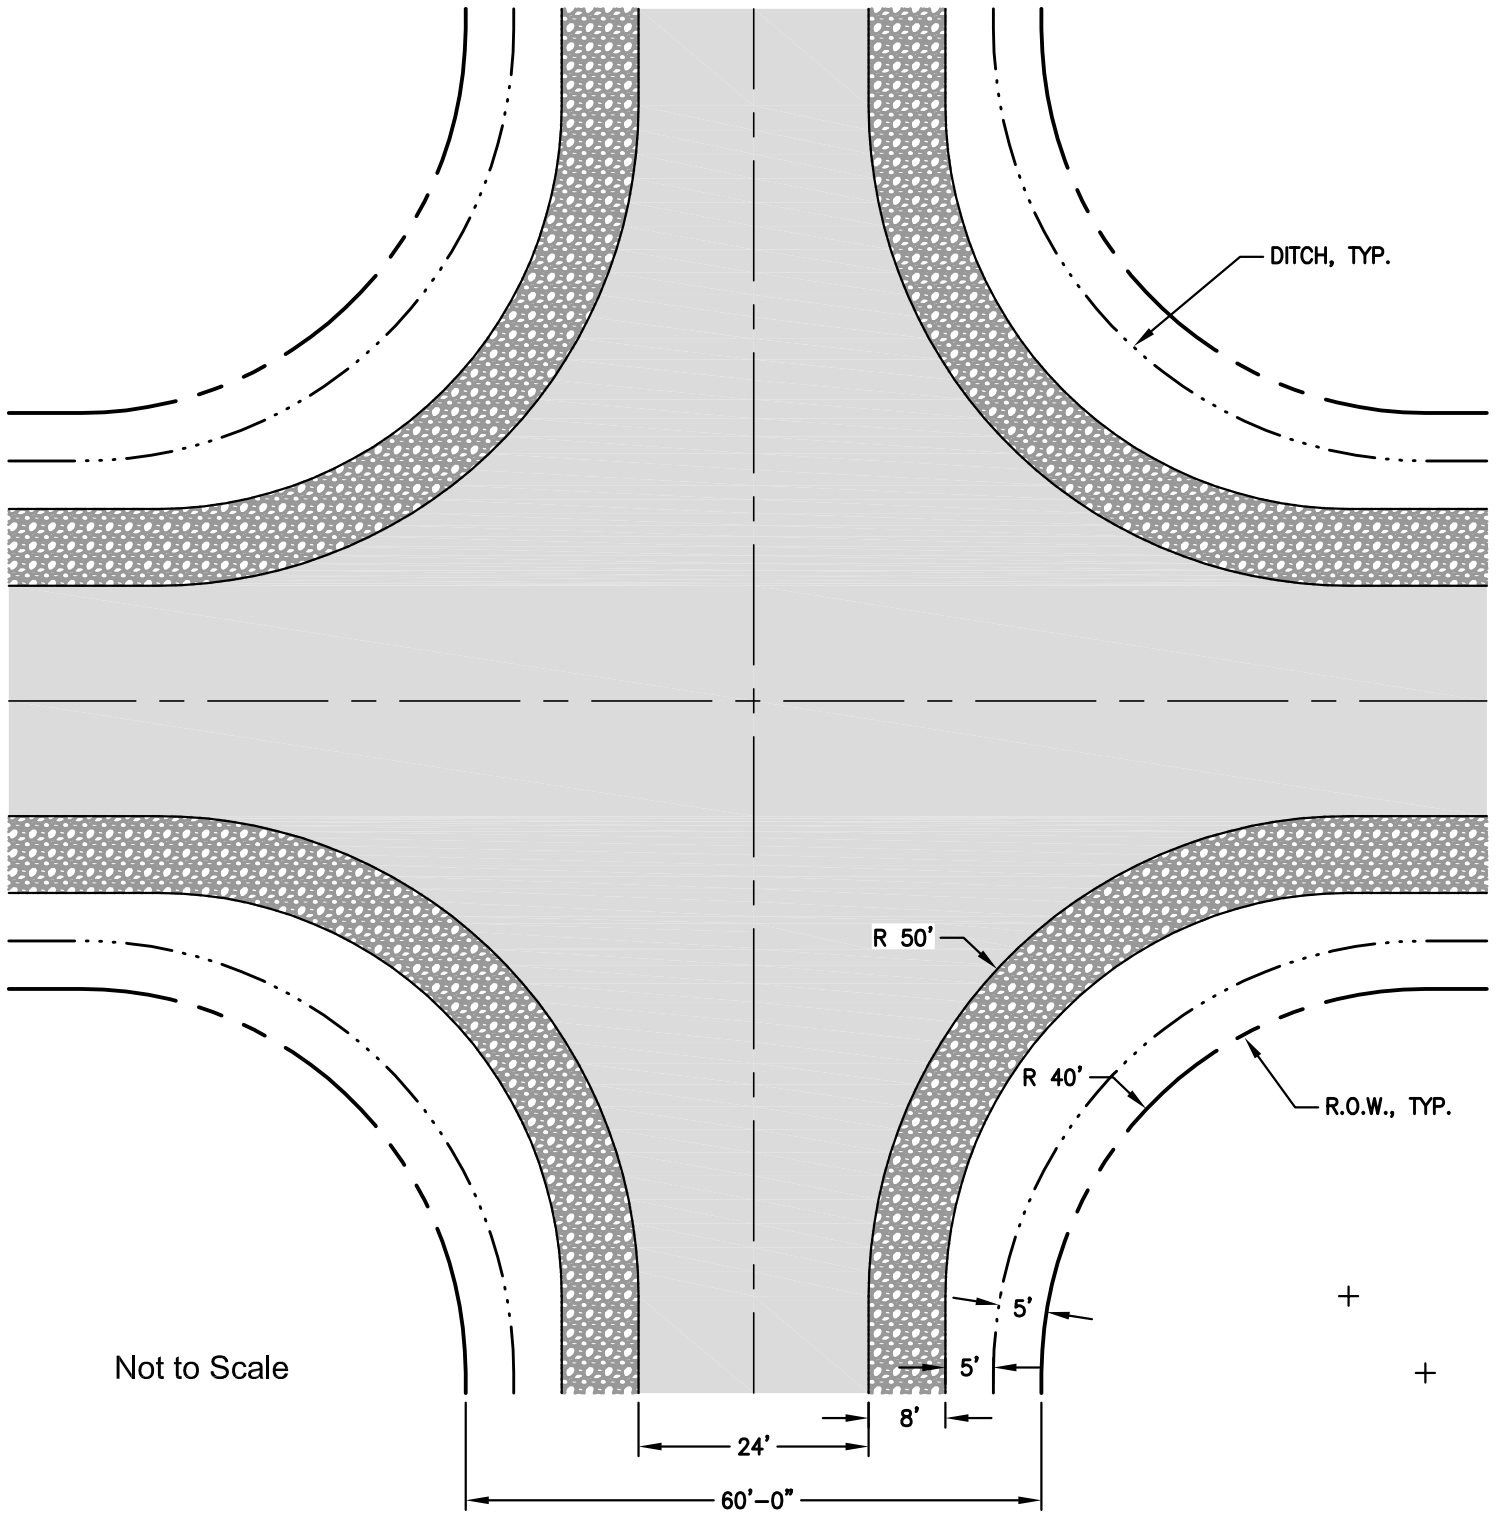 DITCH, TYP.
R 50'
R 40'
R.O.W., TYP.
5'
Not to Scale
5'
8'
24'
60'-0"